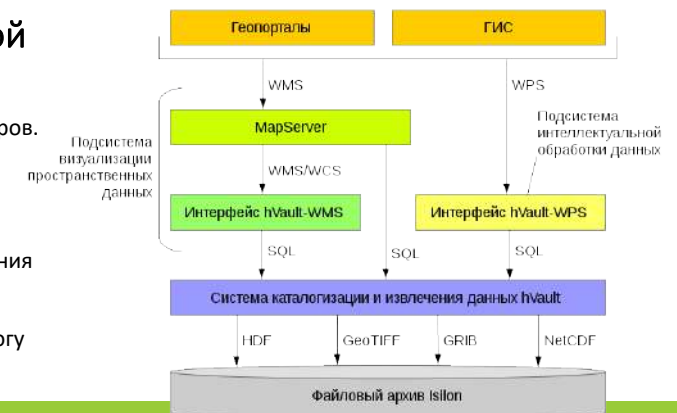 ой
ров.
ния
огу
Геопорталы
ГИС
WMS
WPS
Подсистема
интеллектуальной
обработки данных
MapServer
Подсистема
визуализации
пространственных
данных
WMS/WCS
Интерфейс hVault-WMS
Интерфейс hVault-WPS
SQL
SQL
SQL
Система каталогизации и извлечения данных hVault
HDF
GeoTIFF
GRIB
NetCDF
Файловый архив Isilon